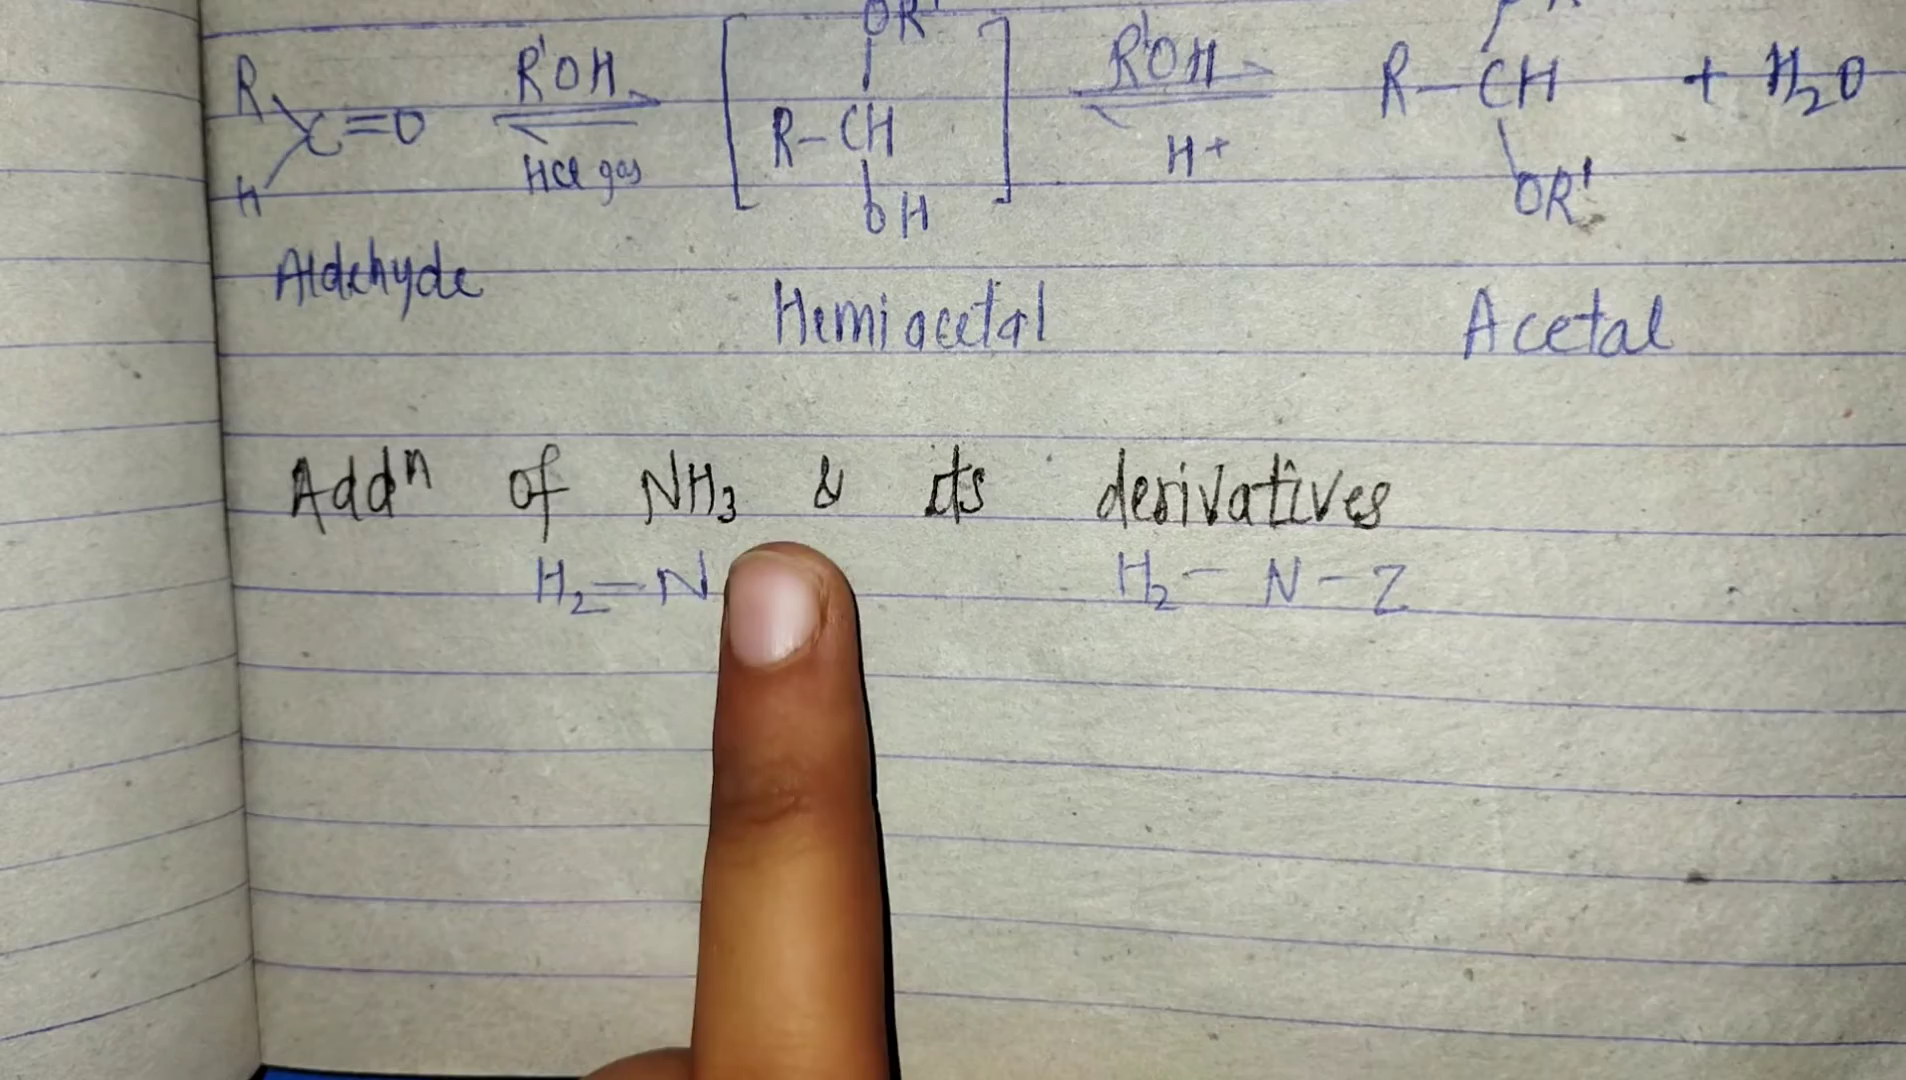 OR'
R R'OH R'OH R-CH + H2O
C=O R-CH
H HCl gas H+ OR'
OH
Aldehyde Hemiacetal Acetal
Addn of NH3 & its derivatives
H2-N H2-N-Z